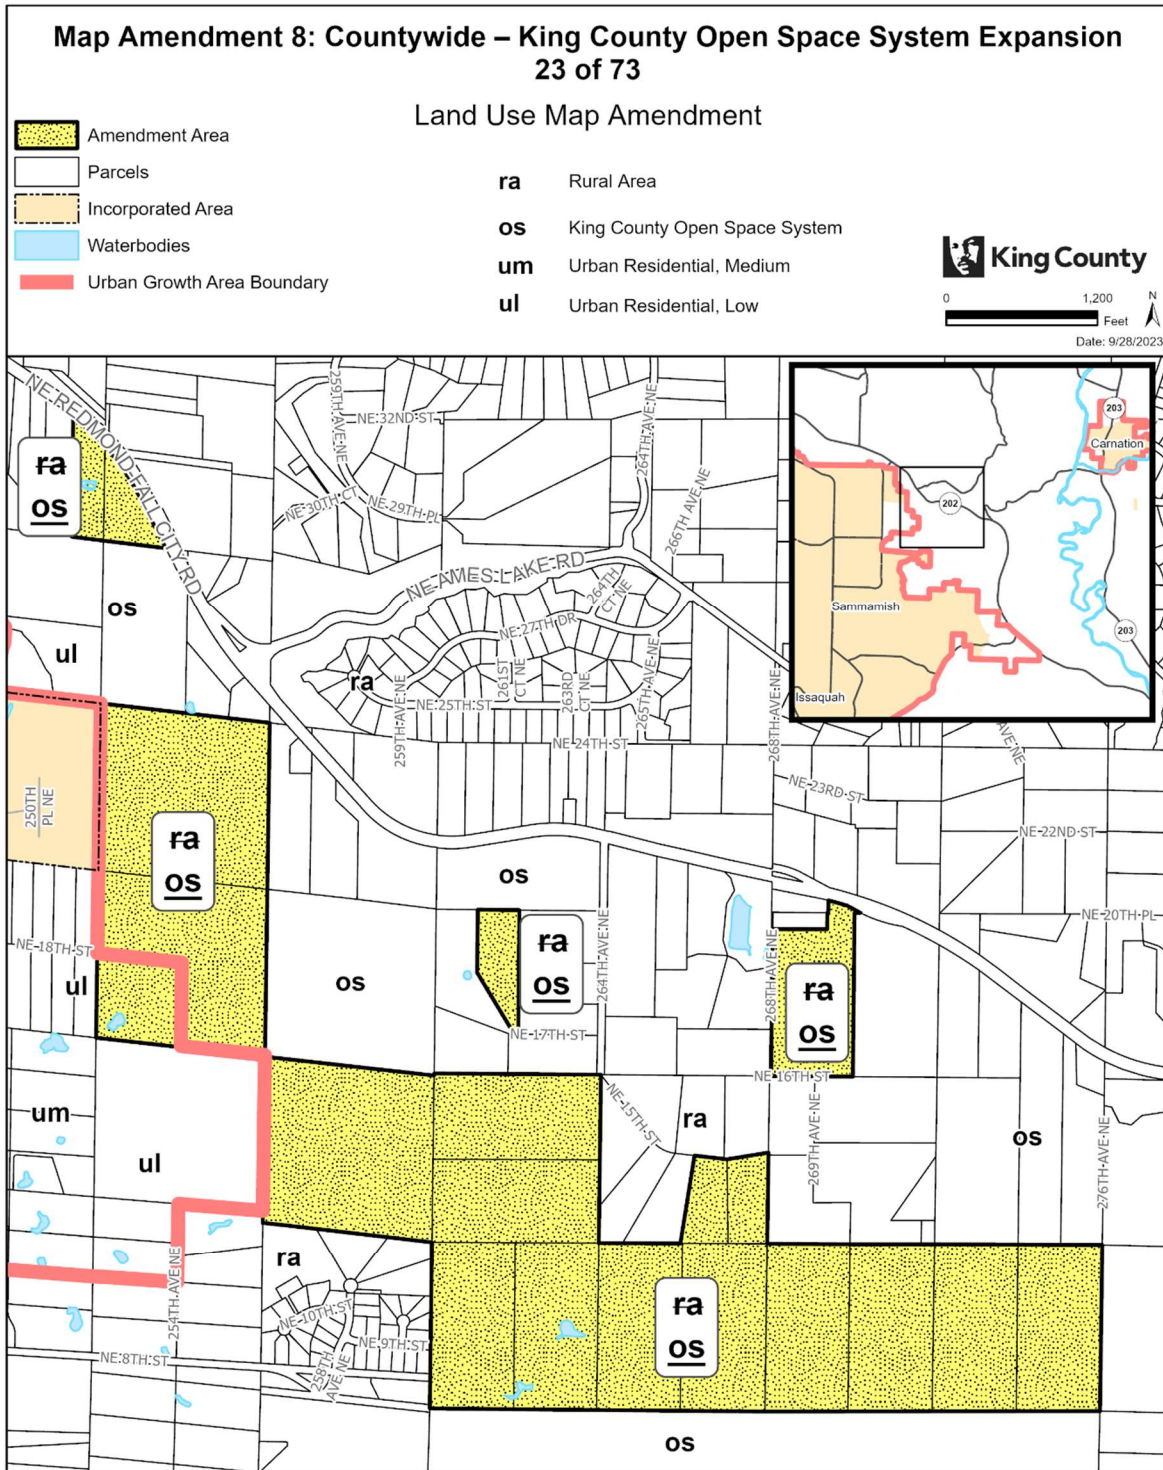 Map Amendment 8: Countywide – King County Open Space System Expansion
23 of 73
Land Use Map Amendment
Amendment Area
Parcels
Incorporated Area
Waterbodies
Urban Growth Area Boundary
ra Rural Area
os King County Open Space System
um Urban Residential, Medium
ul Urban Residential, Low
King County
0 1,200
Feet
N
Date: 9/28/2023
NE REDMOND FALL CITY RD
259TH AVE NE
NE 32ND ST
264TH AVE NE
203
Carnation
ra
os
NE 30TH CT
NE 29TH PL
266TH AVE NE
202
NE AMES LAKE RD
264TH
CT NE
os
Sammamish
203
NE 27TH DR
ul
ra
261ST
CT NE
263RD
CT NE
265TH AVE NE
Issaquah
NE 25TH ST
259TH AVE NE
NE 24TH ST
268TH AVE NE
AVE NE
250TH
PL NE
NE 23RD ST
NE 22ND ST
ra
os
os
NE 20TH PL
NE 18TH ST
ul
os
ra
os
264TH AVE NE
268TH AVE NE
ra
os
NE 17TH ST
NE 16TH ST
um
ul
NE 15TH ST
ra
269TH AVE NE
os
276TH AVE NE
ra
254TH AVE NE
NE 10TH ST
NE 9TH ST
258TH
AVE NE
NE 8TH ST
ra
os
os